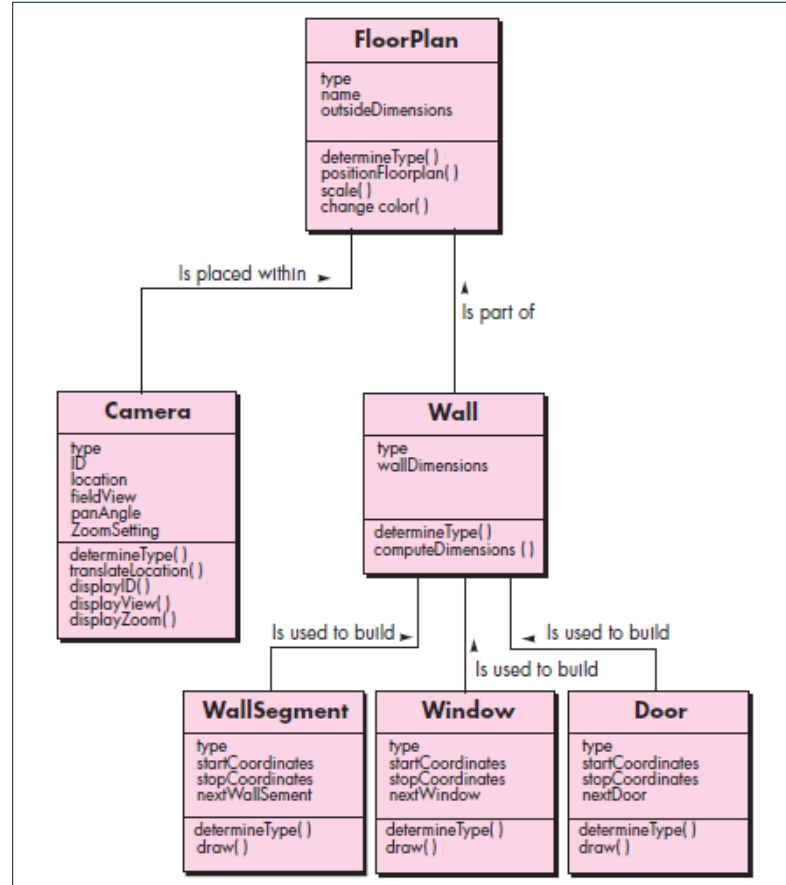 FloorPlan
type
name
outsideDimensions
determineType( )
positionFloorplan( )
scale( )
change color( )
Is placed within
Is part of
Camera
type
ID
location
fieldView
panAngle
ZoomSetting
determineType( )
translateLocation( )
displayID( )
displayView( )
displayZoom( )
Wall
type
wallDimensions
determineType( )
computeDimensions ( )
Is used to build
Is used to build
Is used to build
WallSegment
type
startCoordinates
stopCoordinates
nextWallSement
determineType( )
draw( )
Window
type
startCoordinates
stopCoordinates
nextWindow
determineType( )
draw( )
Door
type
startCoordinates
stopCoordinates
nextDoor
determineType( )
draw( )